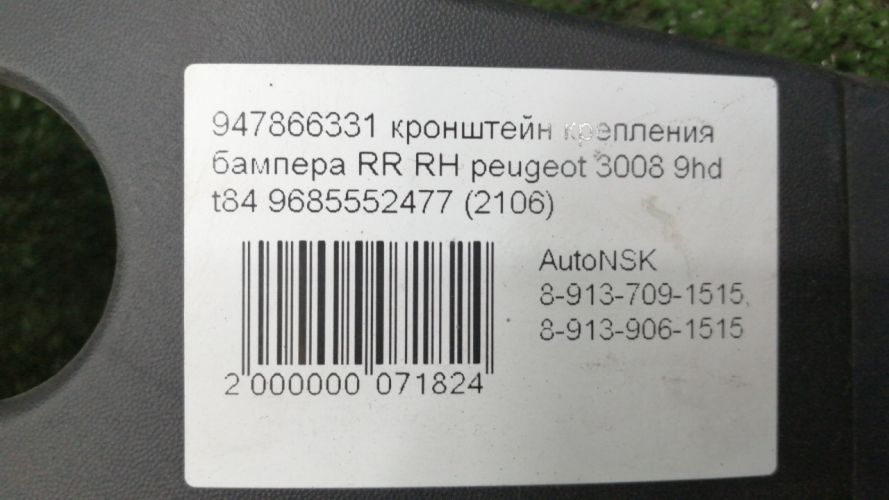 947866331 кронштейн крепления
бампера RR RH peugeot 3008 9hd
t84 9685552477 (2106)
AutoNSK
8-913-709-1515,
8-913-906-1515
2 000000 071824